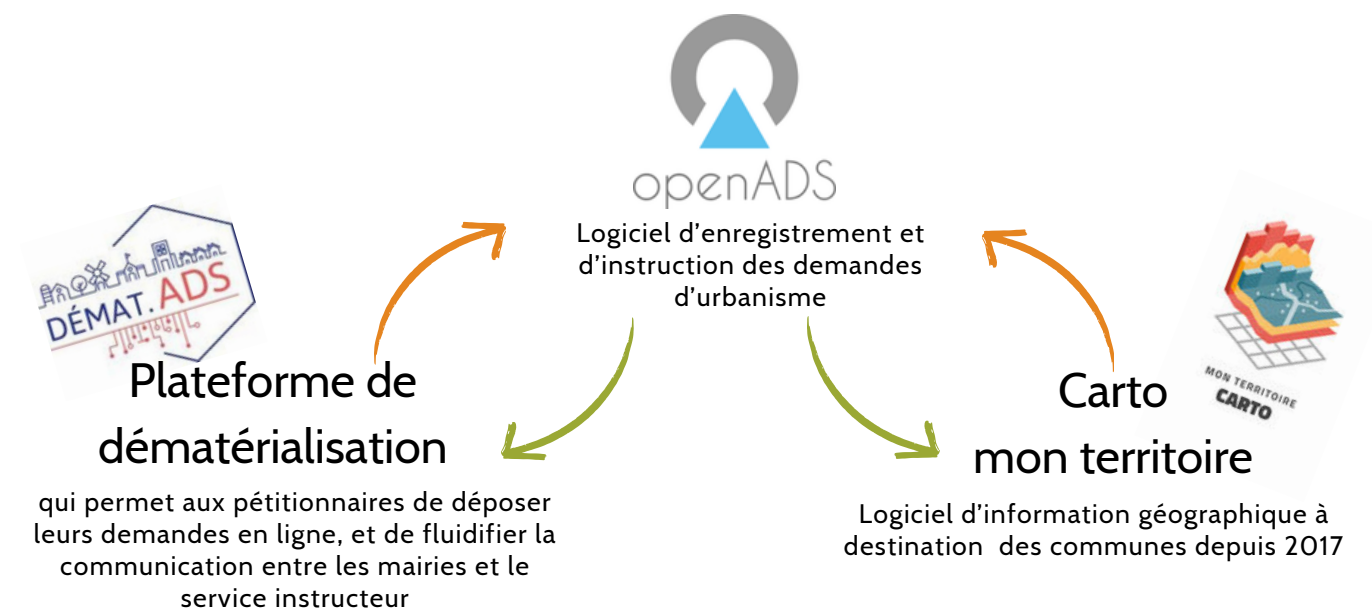 openADS
Logiciel d’enregistrement et
d’instruction des demandes
d’urbanisme
DÉMAT.ADS
Plateforme de
dématérialisation
qui permet aux pétitionnaires de déposer
leurs demandes en ligne, et de fluidifier la
communication entre les mairies et le
service instructeur
MON TERRITOIRE
CARTO
Carto
mon territoire
Logiciel d’information géographique à
destination des communes depuis 2017